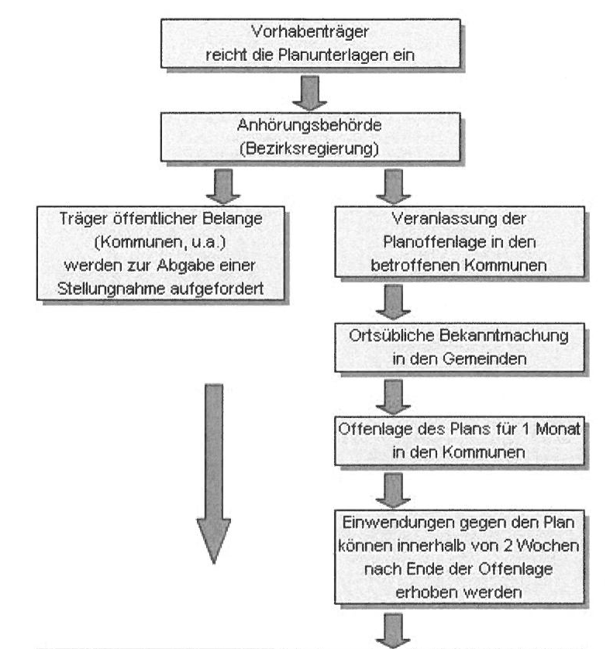 Vorhabenträger
reicht die Planunterlagen ein
Anhörungsbehörde
(Bezirksregierung)
Träger öffentlicher Belange
(Kommunen, u.a.)
werden zur Abgabe einer
Stellungnahme aufgefordert
Veranlassung der
Planoffenlage in den
betroffenen Kommunen
Ortsübliche Bekanntmachung
in den Gemeinden
Offenlage des Plans für 1 Monat
in den Kommunen
Einwendungen gegen den Plan
können innerhalb von 2 Wochen
nach Ende der Offenlage
erhoben werden